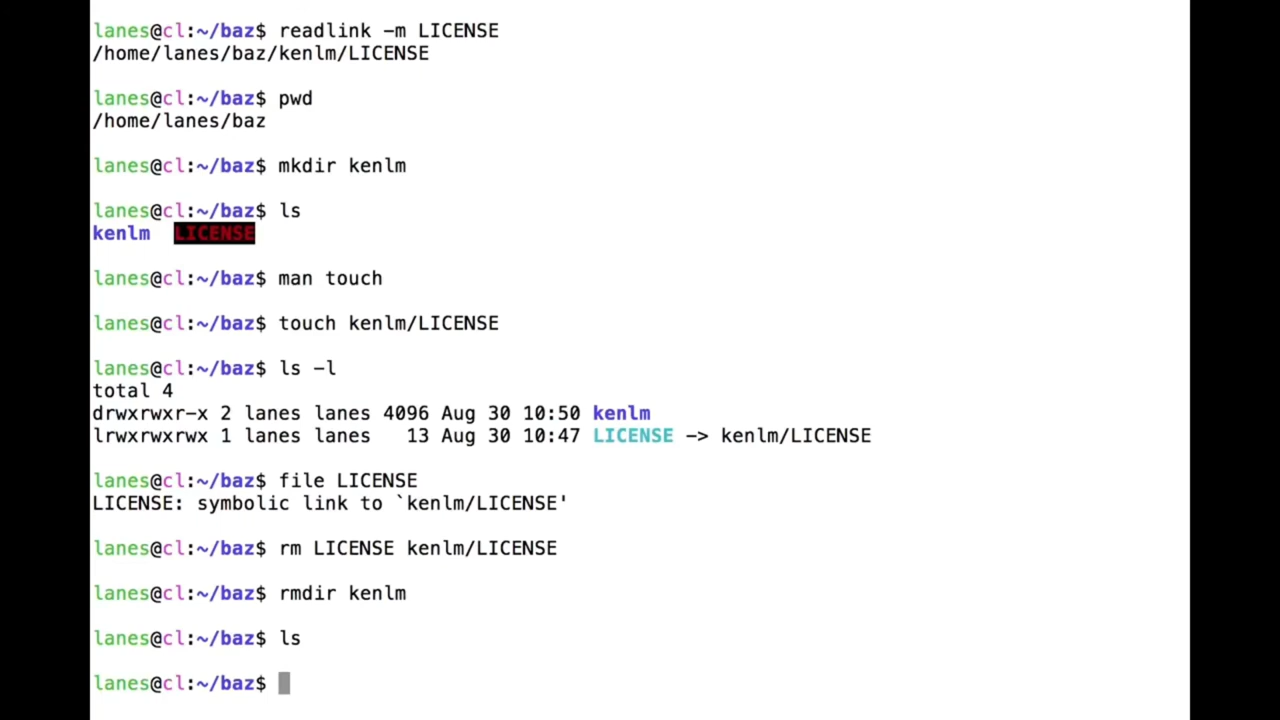 lanes@cl:~/baz$ readlink -m LICENSE
/home/lanes/baz/kenlm/LICENSE
lanes@cl:~/baz$ pwd
/home/lanes/baz
lanes@cl:~/baz$ mkdir kenlm
lanes@cl:~/baz$ ls
kenlm  LICENSE
lanes@cl:~/baz$ man touch
lanes@cl:~/baz$ touch kenlm/LICENSE
lanes@cl:~/baz$ ls -l
total 4
drwxrwxr-x 2 lanes lanes 4096 Aug 30 10:50 kenlm
lrwxrwxrwx 1 lanes lanes   13 Aug 30 10:47 LICENSE -> kenlm/LICENSE
lanes@cl:~/baz$ file LICENSE
LICENSE: symbolic link to `kenlm/LICENSE'
lanes@cl:~/baz$ rm LICENSE kenlm/LICENSE
lanes@cl:~/baz$ rmdir kenlm
lanes@cl:~/baz$ ls
lanes@cl:~/baz$